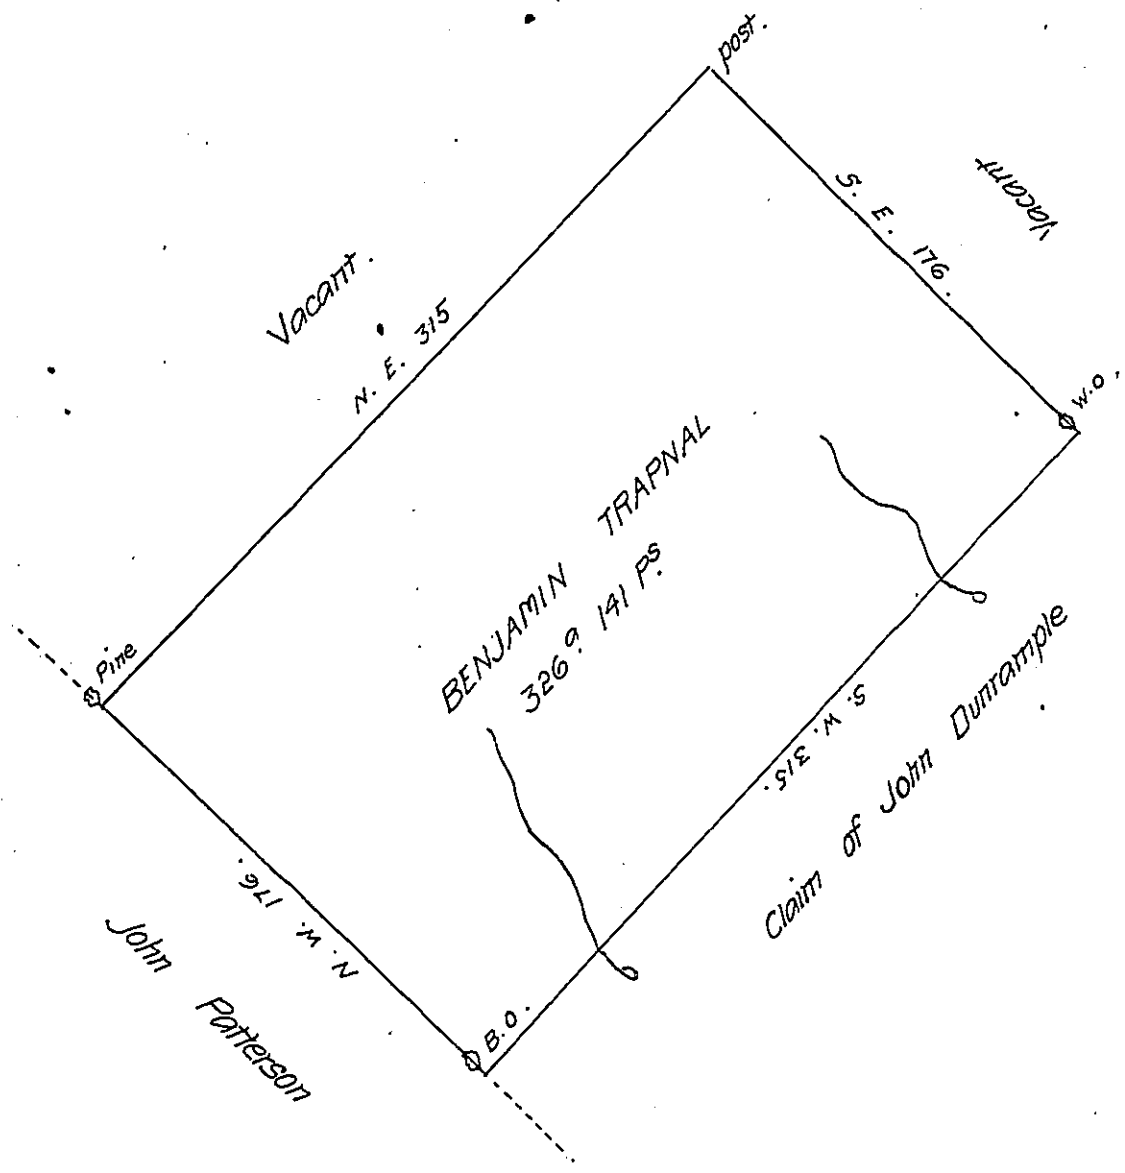 post.
Vacant
S. E. 176.
Vacant.
N. E. 315
W.O.
BENJAMIN TRAPNAL
326a. 141 Ps.
Pine
S. W. 315.
Claim of John Dunrample
N. W. 176.
John Patterson
B.O.